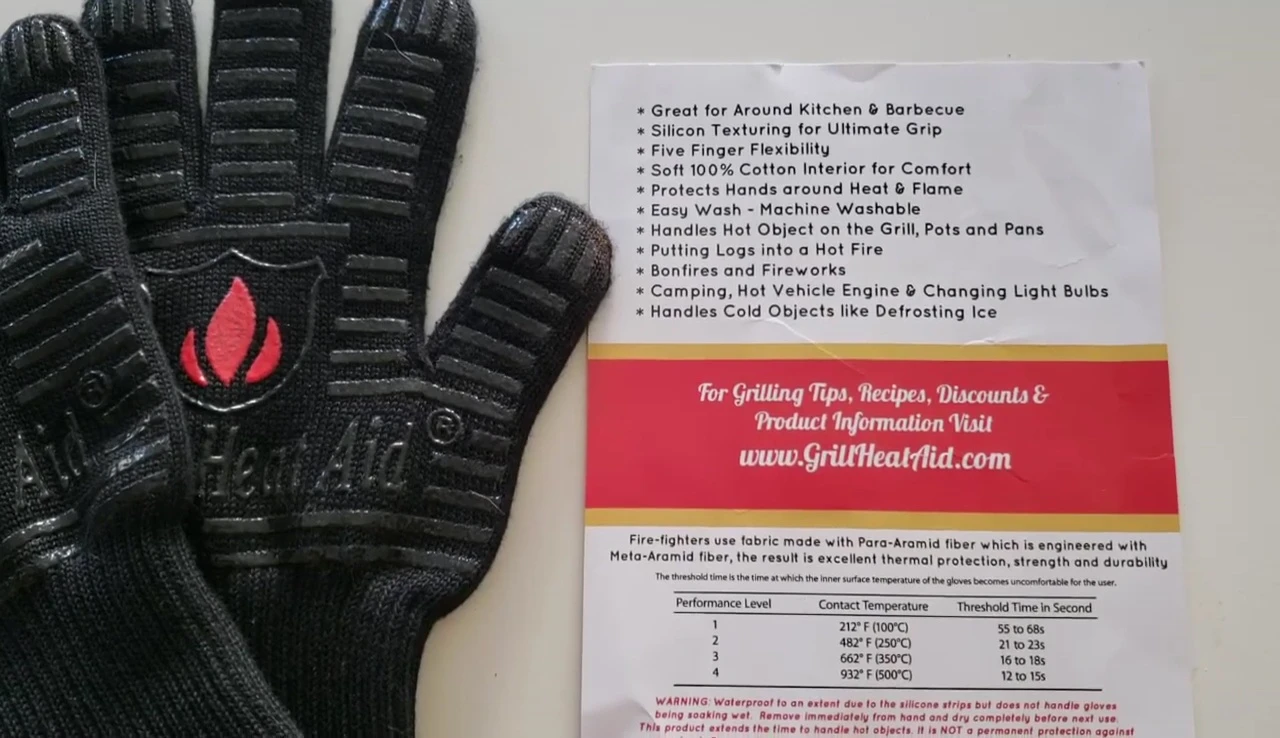 Aid®
Heat Aid®
* Great for Around Kitchen & Barbecue
* Silicon Texturing for Ultimate Grip
* Five Finger Flexibility
* Soft 100% Cotton Interior for Comfort
* Protects Hands around Heat & Flame
* Easy Wash - Machine Washable
* Handles Hot Object on the Grill, Pots and Pans
* Putting Logs into a Hot Fire
* Bonfires and Fireworks
* Camping, Hot Vehicle Engine & Changing Light Bulbs
* Handles Cold Objects like Defrosting Ice
For Grilling Tips, Recipes, Discounts &
Product Information Visit
www.GrillHeatAid.com
Fire-fighters use fabric made with Para-Aramid fiber which is engineered with
Meta-Aramid fiber, the result is excellent thermal protection, strength and durability
The threshold time is the time at which the inner surface temperature of the gloves becomes uncomfortable for the user.
Performance Level Contact Temperature Threshold Time in Second
1 212° F (100°C) 55 to 68s
2 482° F (250°C) 21 to 23s
3 662° F (350°C) 16 to 18s
4 932° F (500°C) 12 to 15s
WARNING: Waterproof to an extent due to the silicone strips but does not handle gloves
being soaking wet. Remove immediately from hand and dry completely before next use.
This product extends the time to handle hot objects. It is NOT a permanent protection against